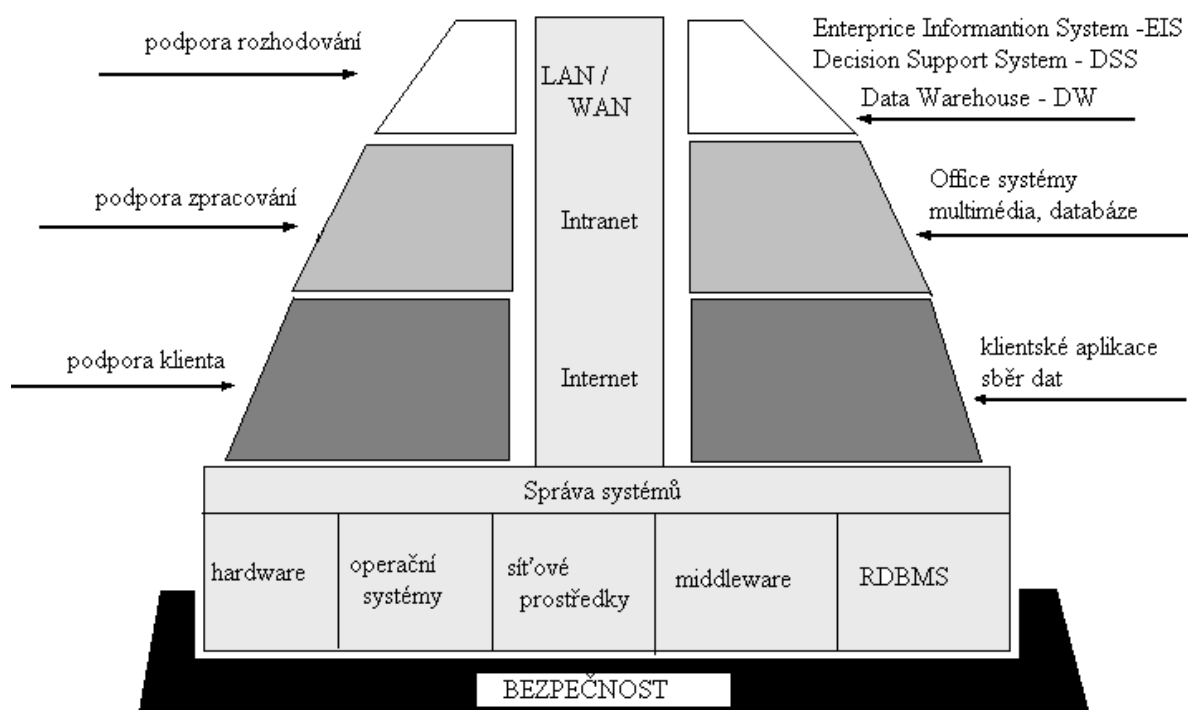 podpora rozhodování
Enterprice Informantion System -EIS
Decision Support System - DSS
Data Warehouse - DW
LAN /
WAN
podpora zpracování
Intranet
Office systémy
multimédia, databáze
podpora klienta
Internet
klientské aplikace
sběr dat
Správa systémů
hardware
operační
systémy
síťové
prostředky
middleware
RDBMS
BEZPEČNOST